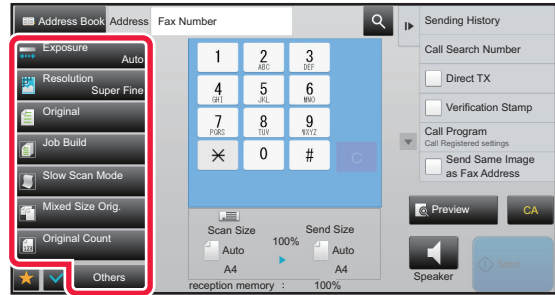 Address Book Address Fax Number
Sending History
Call Search Number
Direct TX
Verification Stamp
Call Program
Call Registered settings
Send Same Image
as Fax Address
Exposure
Auto
Resolution
Super Fine
Original
Job Build
Slow Scan Mode
Mixed Size Orig.
Original Count
Others
1 2 3
ABC DEF
4 5 6
GHI JKL MNO
7 8 9
PQRS TUV WXYZ
0 #
C
Scan Size 100% Send Size
Auto Auto
A4 A4
reception memory : 100%
Preview CA
Speaker
Start